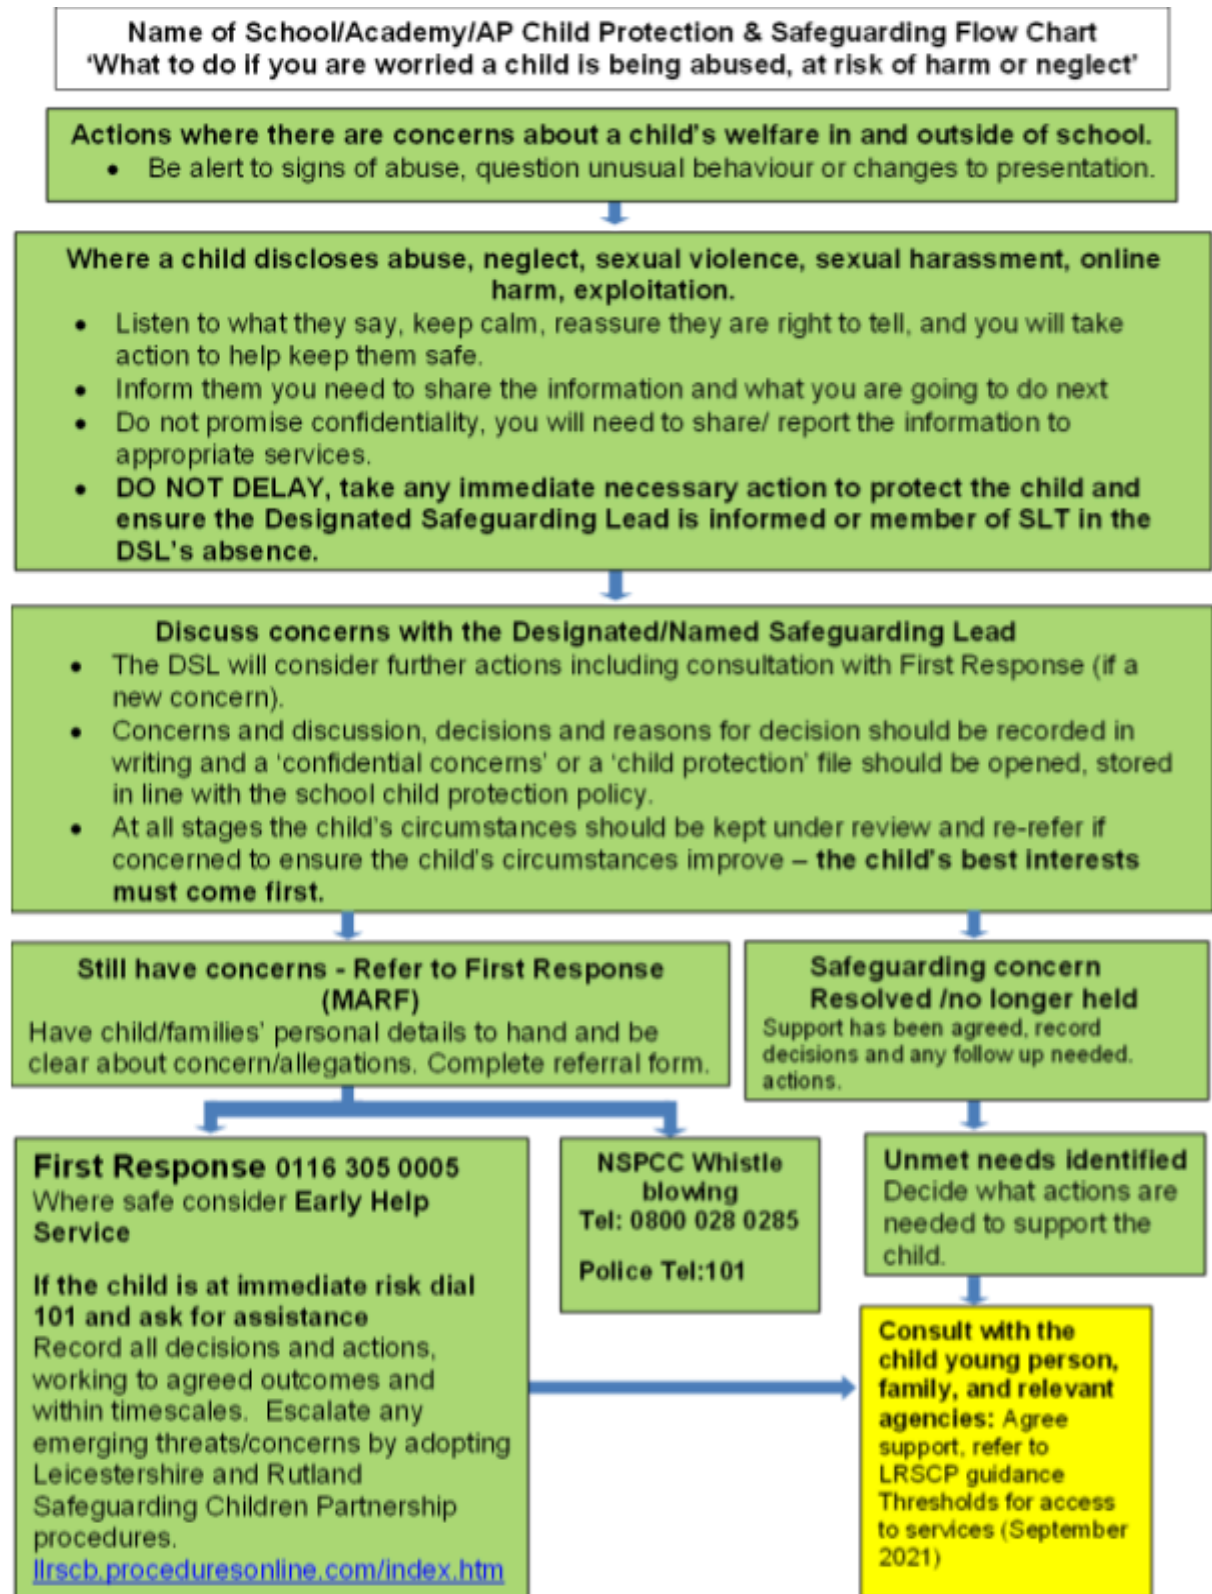 Name of School/Academy/AP Child Protection & Safeguarding Flow Chart
‘What to do if you are worried a child is being abused, at risk of harm or neglect’
Actions where there are concerns about a child’s welfare in and outside of school.
• Be alert to signs of abuse, question unusual behaviour or changes to presentation.
Where a child discloses abuse, neglect, sexual violence, sexual harassment, online
harm, exploitation.
• Listen to what they say, keep calm, reassure they are right to tell, and you will take
action to help keep them safe.
• Inform them you need to share the information and what you are going to do next
• Do not promise confidentiality, you will need to share/ report the information to
appropriate services.
• DO NOT DELAY, take any immediate necessary action to protect the child and
ensure the Designated Safeguarding Lead is informed or member of SLT in the
DSL’s absence.
Discuss concerns with the Designated/Named Safeguarding Lead
• The DSL will consider further actions including consultation with First Response (if a
new concern).
• Concerns and discussion, decisions and reasons for decision should be recorded in
writing and a ‘confidential concerns’ or a ‘child protection’ file should be opened, stored
in line with the school child protection policy.
• At all stages the child’s circumstances should be kept under review and re-refer if
concerned to ensure the child’s circumstances improve – the child’s best interests
must come first.
Still have concerns - Refer to First Response
(MARF)
Have child/families’ personal details to hand and be
clear about concern/allegations. Complete referral form.
Safeguarding concern
Resolved /no longer held
Support has been agreed, record
decisions and any follow up needed.
actions.
First Response 0116 305 0005
Where safe consider Early Help
Service
If the child is at immediate risk dial
101 and ask for assistance
Record all decisions and actions,
working to agreed outcomes and
within timescales. Escalate any
emerging threats/concerns by adopting
Leicestershire and Rutland
Safeguarding Children Partnership
procedures.
llrscb.proceduresonline.com/index.htm
NSPCC Whistle
blowing
Tel: 0800 028 0285
Police Tel:101
Unmet needs identified
Decide what actions are
needed to support the
child.
Consult with the
child young person,
family, and relevant
agencies: Agree
support, refer to
LRSCP guidance
Thresholds for access
to services (September
2021)